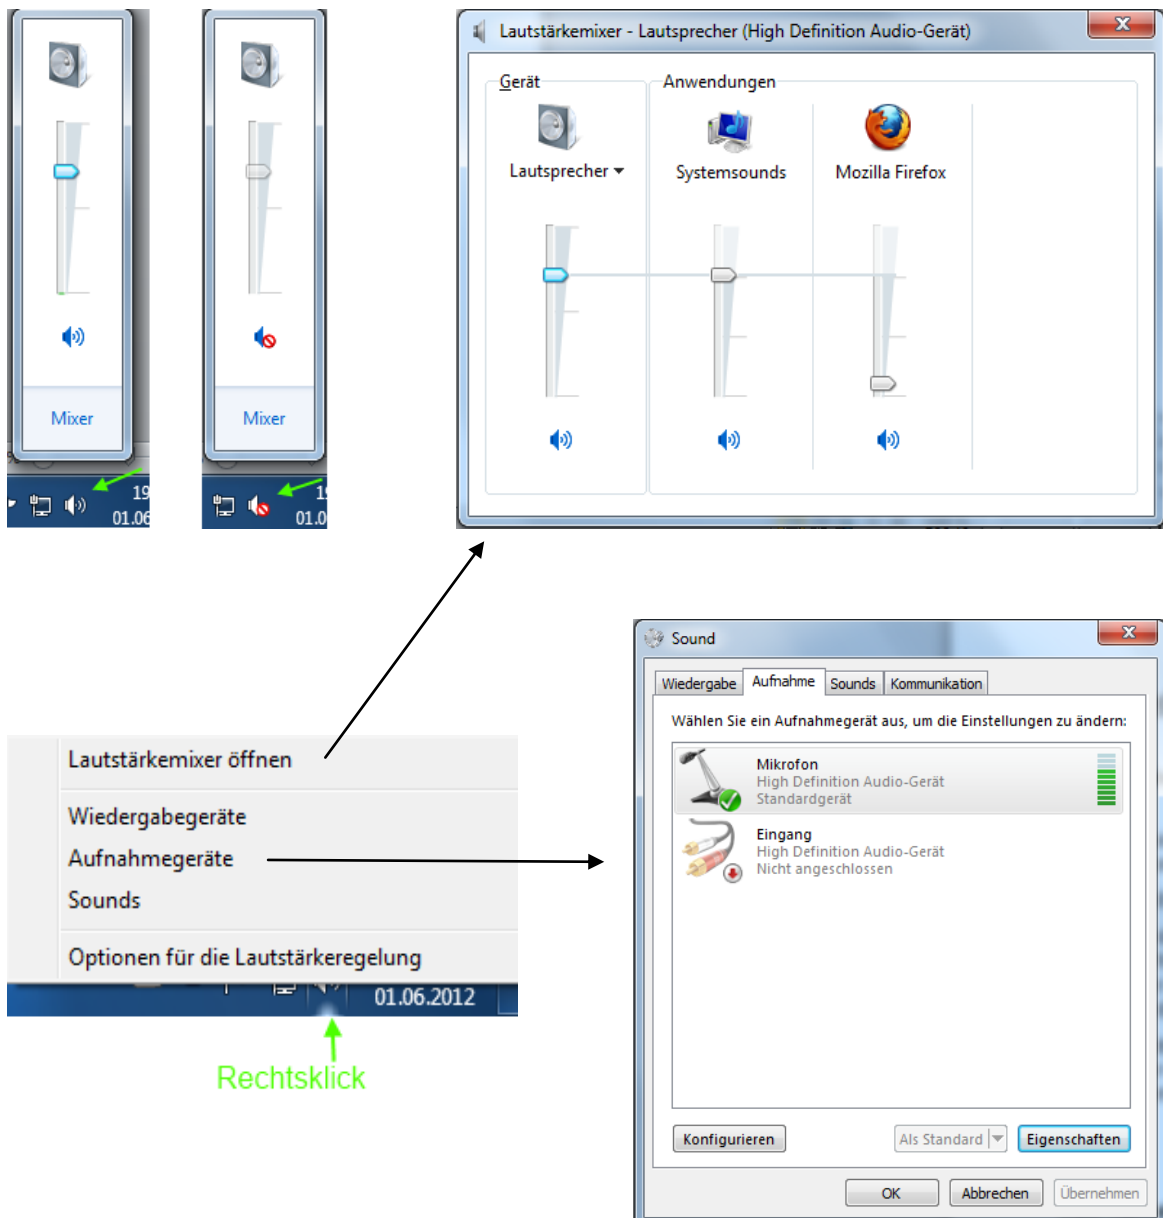 Mixer
19
01.06
Mixer
1
01.0
Lautstärkemixer - Lautsprecher (High Definition Audio-Gerät)
Gerät
Anwendungen
Lautsprecher
Systemsounds
Mozilla Firefox
Lautstärkemixer öffnen
Wiedergabegeräte
Aufnahmegeräte
Sounds
Optionen für die Lautstärkeregelung
01.06.2012
Rechtsklick
Sound
Wiedergabe Aufnahme Sounds Kommunikation
Wählen Sie ein Aufnahmegerät aus, um die Einstellungen zu ändern:
Mikrofon
High Definition Audio-Gerät
Standardgerät
Eingang
High Definition Audio-Gerät
Nicht angeschlossen
Konfigurieren Als Standard Eigenschaften
OK Abbrechen Übernehmen